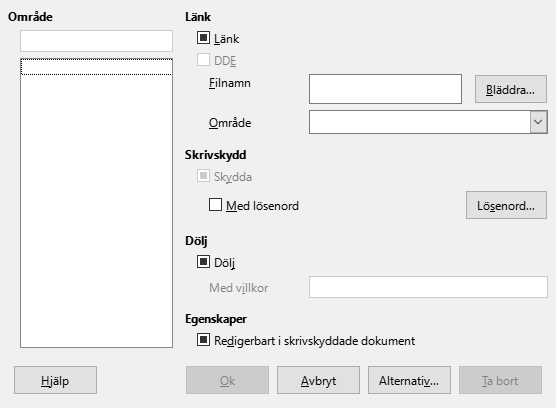 Område
Länk
Länk
DDE
Filnamn
Bläddra...
Område
Skrivskydd
Skydda
Med lösenord
Lösenord...
Dölj
Dölj
Med villkor
Egenskaper
Redigerbart i skrivskyddade dokument
Hjälp
Ok
Avbryt
Alternativ...
Ta bort